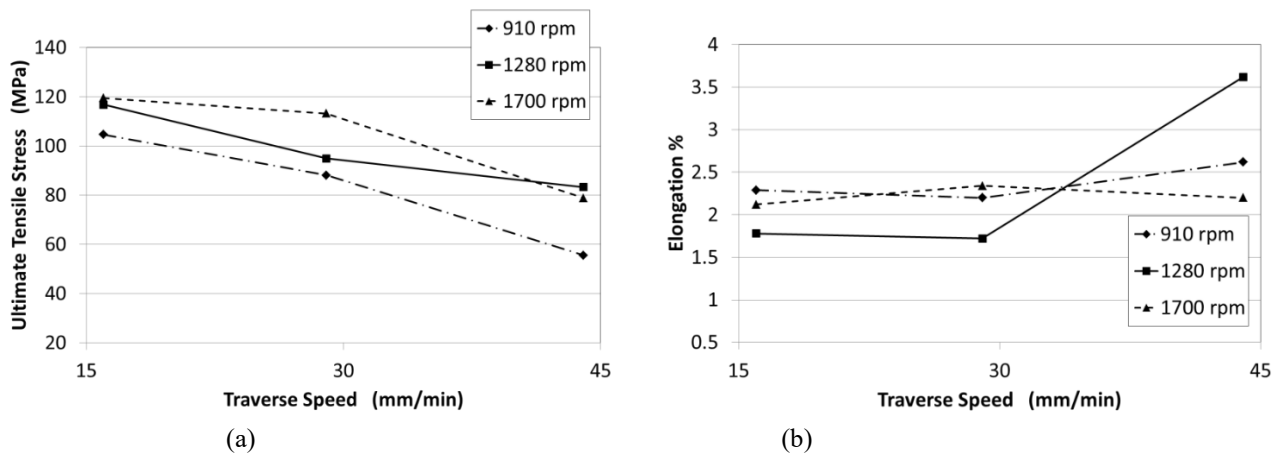 910 rpm
1280 rpm
1700 rpm
140
120
100
80
60
40
20
Ultimate Tensile Stress (MPa)
15 30 45
Traverse Speed (mm/min)
(a)
4
3.5
3
2.5
2
1.5
1
0.5
Elongation %
910 rpm
1280 rpm
1700 rpm
15 30 45
Traverse Speed (mm/min)
(b)